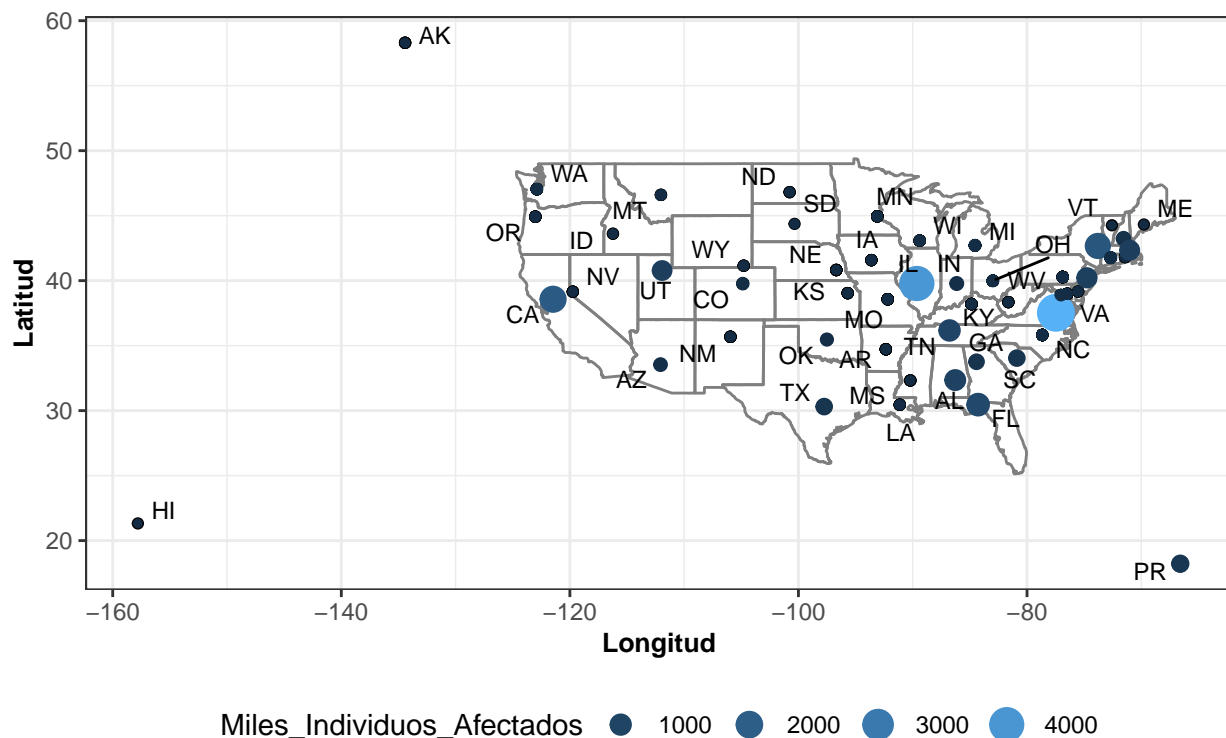 60
50
40
30
20
AK
WA
ND
MN
VT
ME
MT
SD
OR
ID
WY
IA
WI
MI
OH
NE
IL
IN
NV
UT
CO
KS
WV
CA
MO
KY
VA
NM
OK
AR
TN
GA
NC
AZ
TX
MS
AL
SC
LA
FL
HI
PR
−160
−140
−120
−100
−80
Latitud
Longitud
Miles_Individuos_Afectados 1000 2000 3000 4000